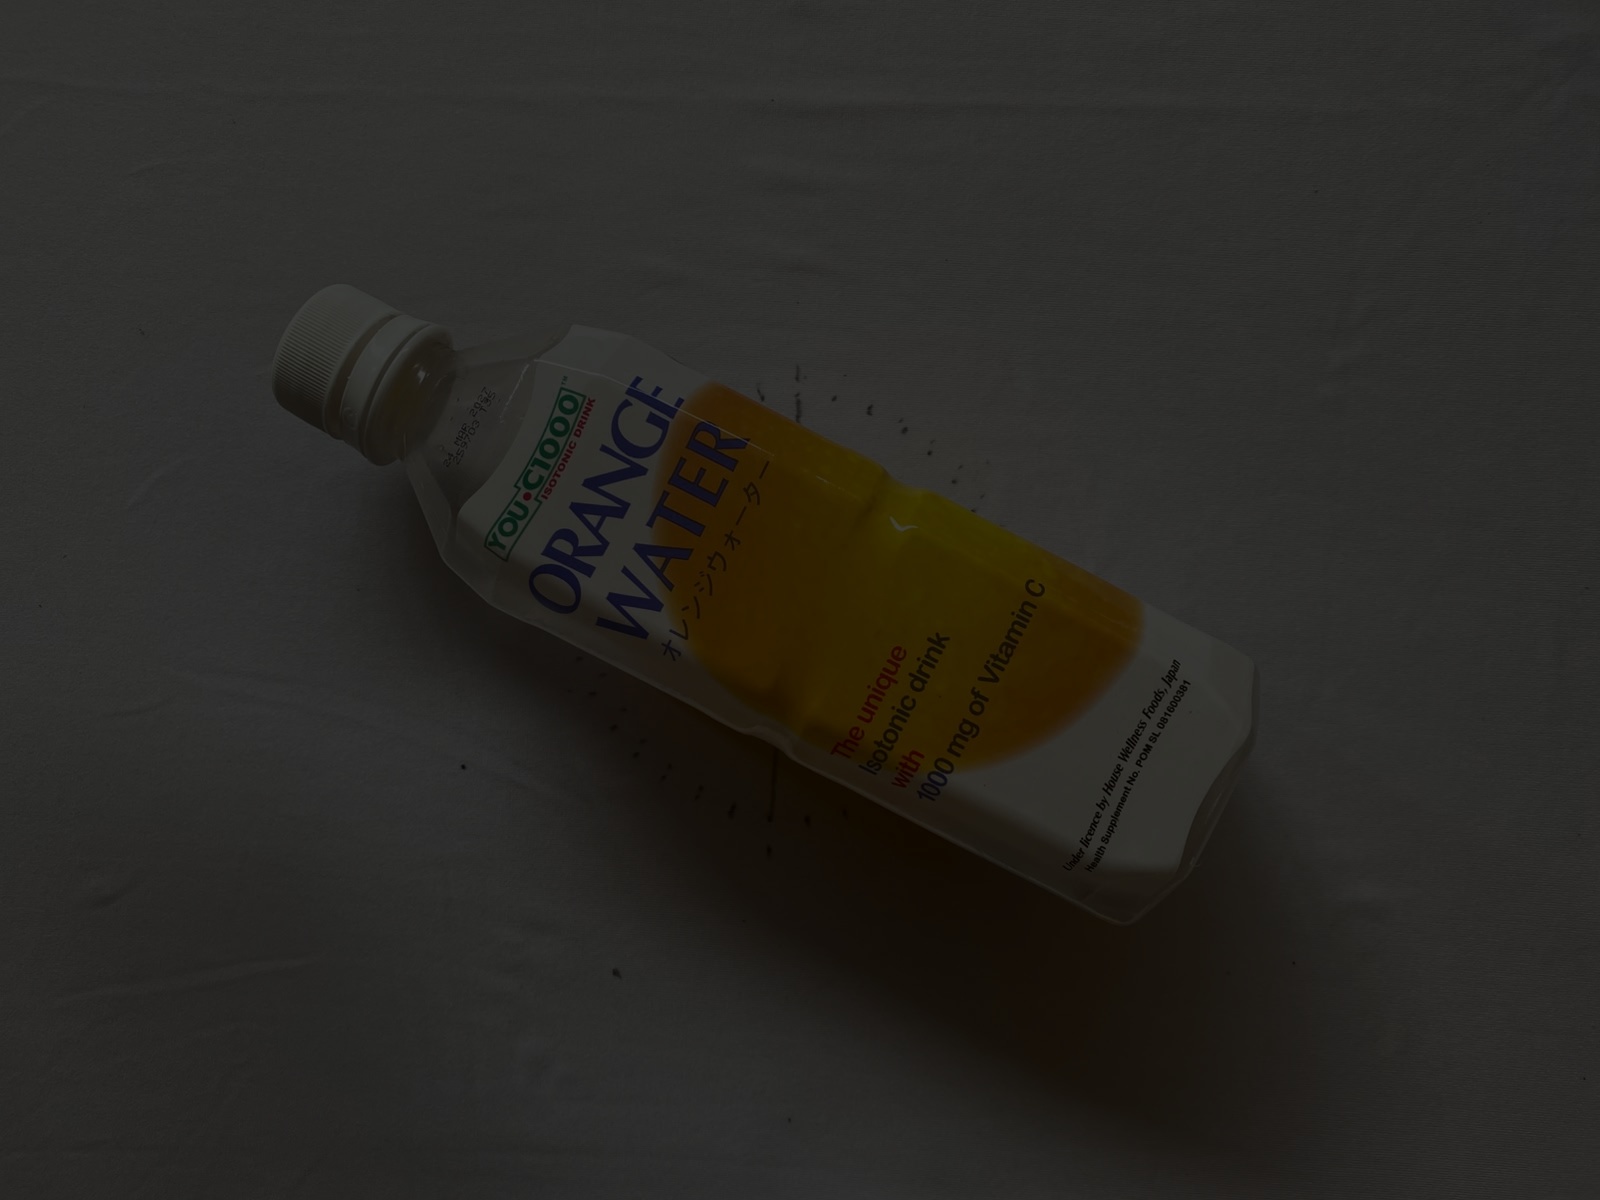 YOU•C1000™
ISOTONIC DRINK
ORANGE
WATER
オレンジウォーター
The unique
Isotonic drink
with
1000 mg of Vitamin C
Under licence by House Wellness Foods, Japan
Health Supplement No. POM SL 081600381